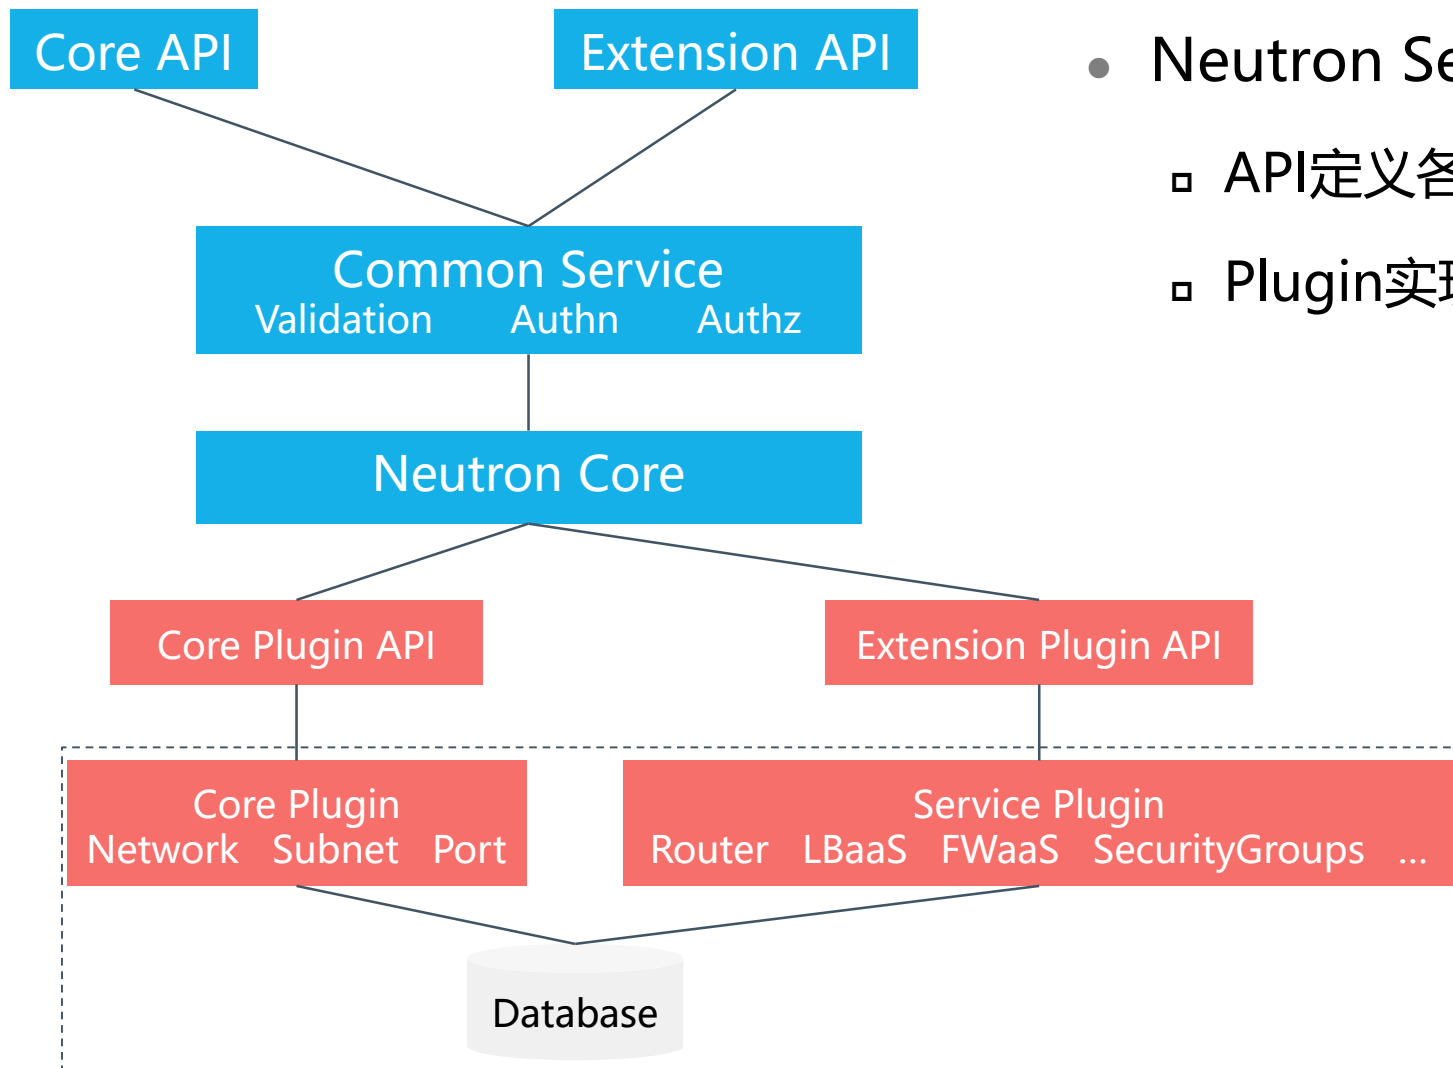 Core API
Extension API
Common Service
Validation Authn Authz
Neutron Core
Core Plugin API
Extension Plugin API
Core Plugin
Network Subnet Port
Service Plugin
Router LBaaS FWaaS SecurityGroups ...
Database
Neutron
API定义
Plugin实